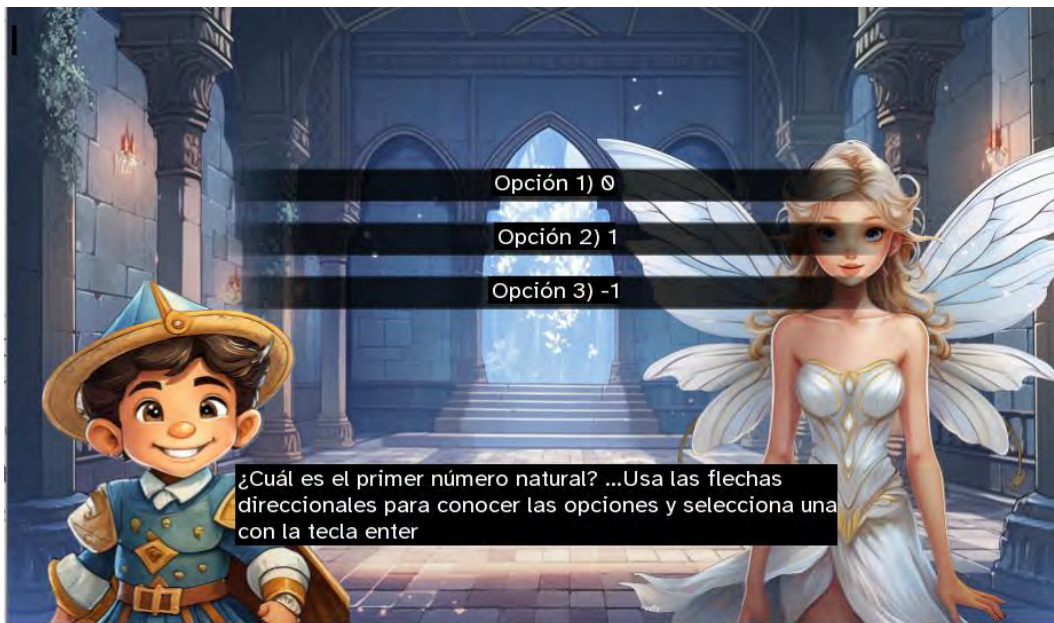 Opción 1) 0
Opción 2) 1
Opción 3) -1
¿Cuál es el primer número natural? ...Usa las flechas
direccionales para conocer las opciones y selecciona una
con la tecla enter